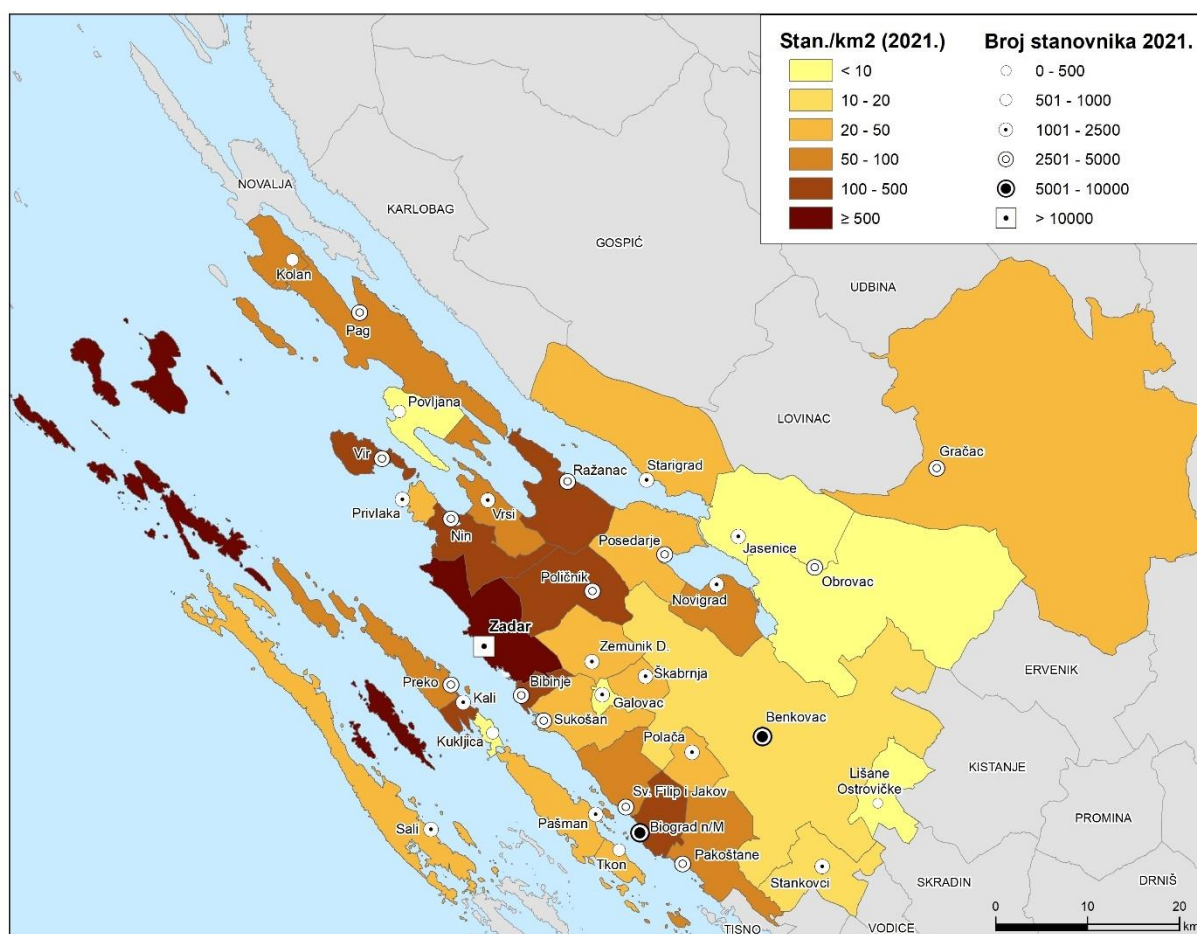 Stan./km2 (2021.)
< 10
10 - 20
20 - 50
50 - 100
100 - 500
≥ 500
Broj stanovnika 2021.
0 - 500
501 - 1000
1001 - 2500
2501 - 5000
5001 - 10000
> 10000
NOVALJA
KARLOBAG
GOSPIĆ
UDBINA
Kolan
Pag
LOVINAC
Povljana
Gračac
Vir
Ražanac
Starigrad
Privlaka
Vrsi
Nin
Posedarje
Jasenice
Obrovac
Poličnik
Novigrad
Zadar
Zemunik D.
ERVENIK
Škabrnja
Preko
Bibinje
Kali
Galovac
Sukošan
Benkovac
Kukljica
Polača
KISTANJE
Lišane
Ostrovičke
Sv. Filip i Jakov
PROMINA
Pašman
Biograd n/M
Sali
Tkon
Pakoštane
Stankovci
SKRADIN
DRNIŠ
TISNO
VODICE
0 10 20
km